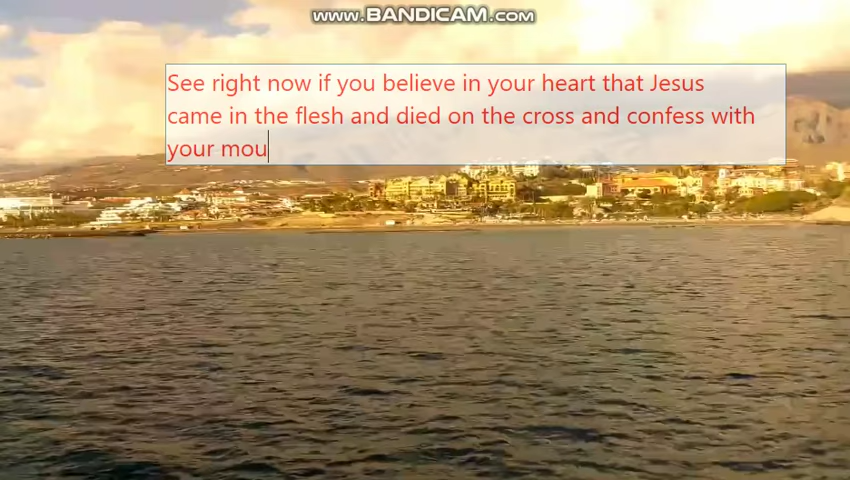 www.BANDICAM.com
See right now if you believe in your heart that Jesus
came in the flesh and died on the cross and confess with
your mou